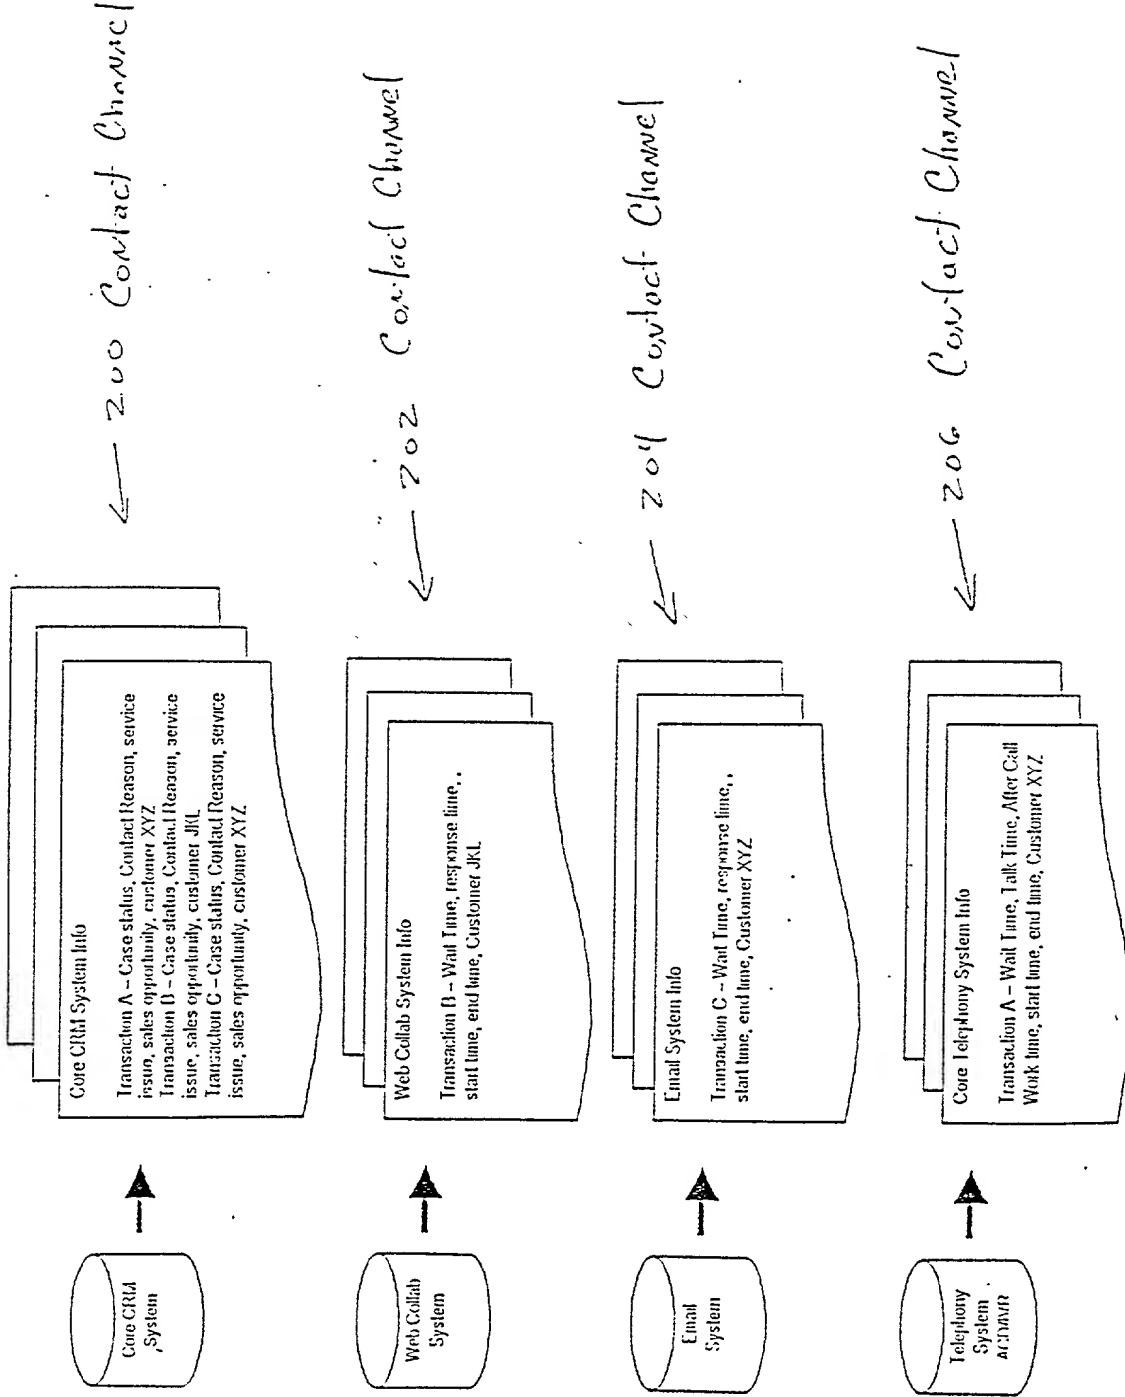 Core CRM
System
Core CRM System Info
Transaction A – Case status, Contact Reason, service
issue, sales opportunity, customer XYZ
Transaction B – Case status, Contact Reason, service
issue, sales opportunity, customer JKL
Transaction C – Case status, Contact Reason, service
issue, sales opportunity, customer XYZ
200 Contact Channel
Web Collab
System
Web Collab System Info
Transaction B – Wait Time, response time, ,
start time, end time, Customer JKL
202 Contact Channel
Email
System
Email System Info
Transaction C – Wait Time, response time, ,
start time, end time, Customer XYZ
204 Contact Channel
Telephony
System
Core Telephony System Info
Transaction A – Wait Time, Talk Time, After Call
Work time, start time, end time, Customer XYZ
206 Contact Channel